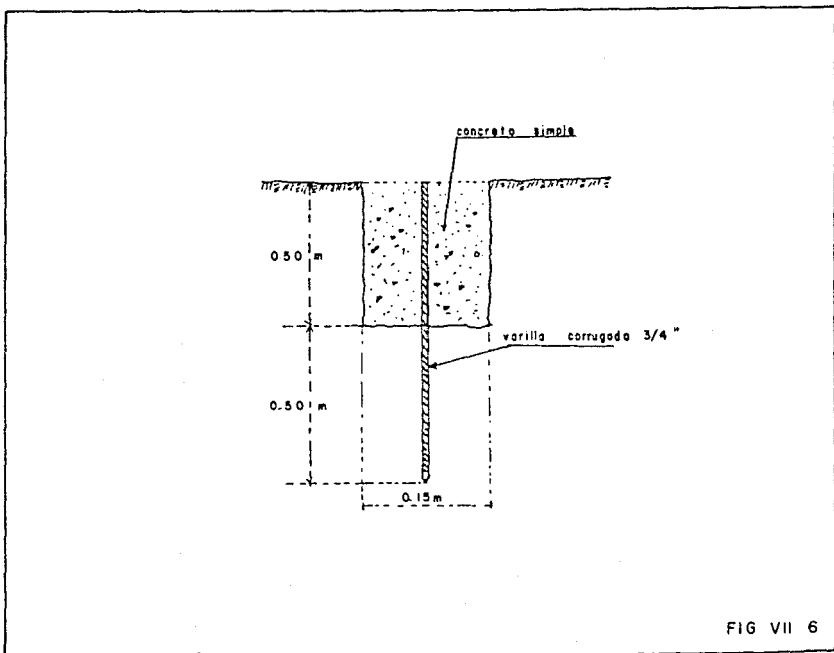 concreto simple
0.50 m
varilla corrugada 3/4"
0.50 m
0.15 m
FIG VII 6